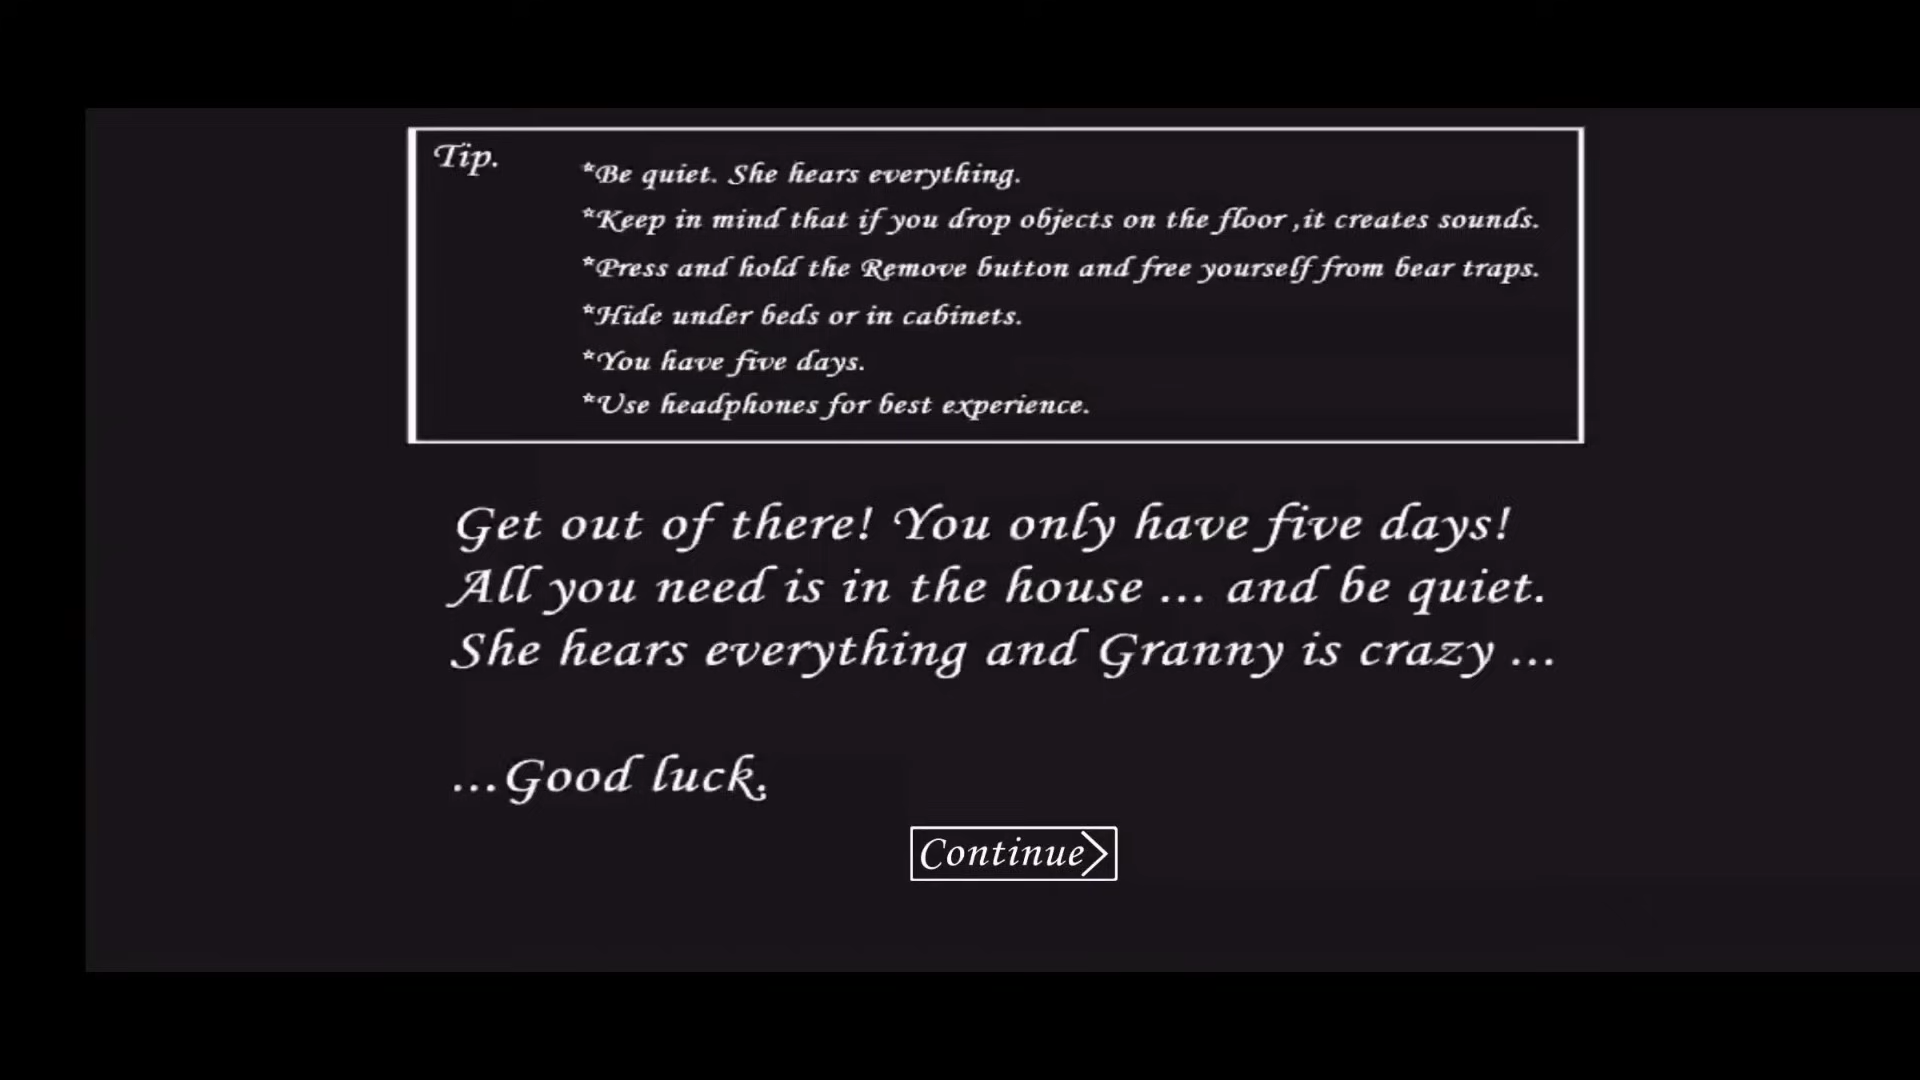 Tip.
*Be quiet. She hears everything.
*Keep in mind that if you drop objects on the floor ,it creates sounds.
*Press and hold the Remove button and free yourself from bear traps.
*Hide under beds or in cabinets.
*You have five days.
*Use headphones for best experience.
Get out of there! You only have five days!
All you need is in the house ... and be quiet.
She hears everything and Granny is crazy ...
...Good luck.
Continue>